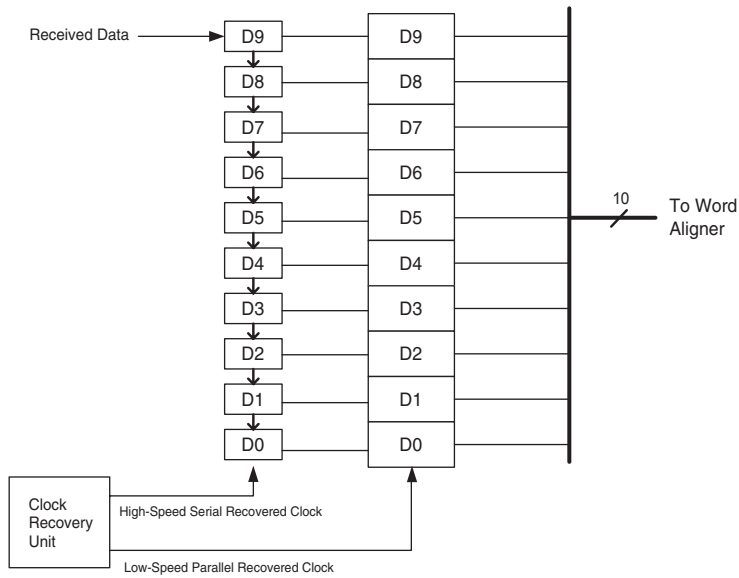 Received Data
D9
D9
D8
D8
D7
D7
D6
D6
D5
D5
D4
D4
D3
D3
D2
D2
D1
D1
D0
D0
10
To Word
Aligner
Clock
Recovery
Unit
High-Speed Serial Recovered Clock
Low-Speed Parallel Recovered Clock